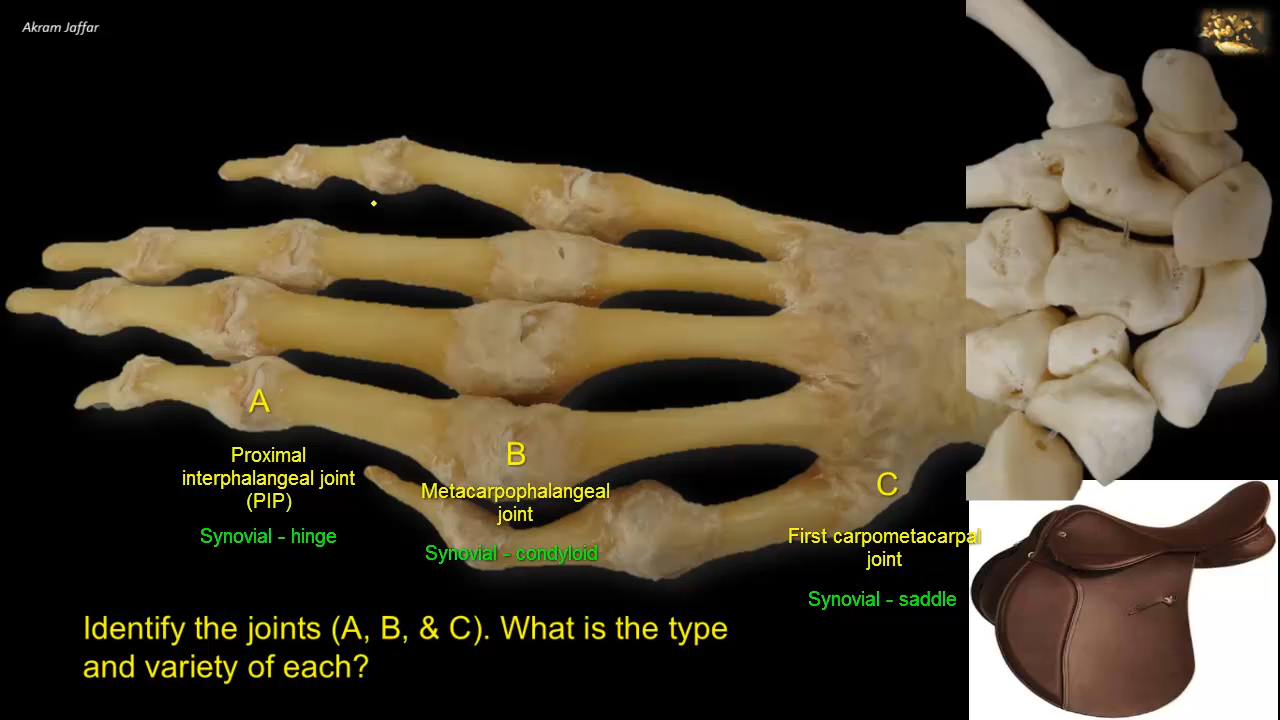 Akram Jaffar
A
Proximal
interphalangeal joint
(PIP)
Synovial - hinge
B
Metacarpophalangeal
joint
Synovial - condyloid
C
First carpometacarpal
joint
Synovial - saddle
Identify the joints (A, B, & C). What is the type
and variety of each?